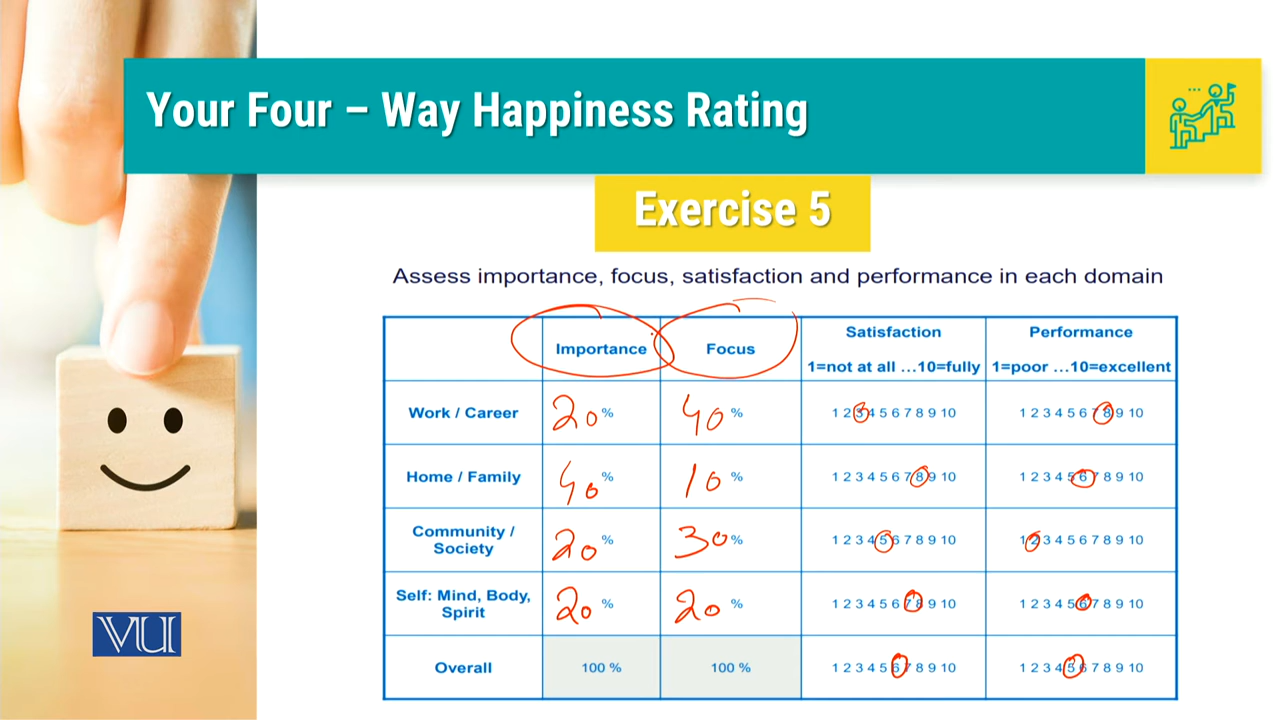 Your Four – Way Happiness Rating
Exercise 5
Assess importance, focus, satisfaction and performance in each domain
Importance
Focus
Satisfaction
1=not at all ...10=fully
Performance
1=poor ...10=excellent
Work / Career
20 %
40 %
1 2 3 4 5 6 7 8 9 10
1 2 3 4 5 6 7 8 9 10
Home / Family
40 %
10 %
1 2 3 4 5 6 7 8 9 10
1 2 3 4 5 6 7 8 9 10
Community /
Society
20 %
30 %
1 2 3 4 5 6 7 8 9 10
1 2 3 4 5 6 7 8 9 10
Self: Mind, Body,
Spirit
20 %
20 %
1 2 3 4 5 6 7 8 9 10
1 2 3 4 5 6 7 8 9 10
Overall
100 %
100 %
1 2 3 4 5 6 7 8 9 10
1 2 3 4 5 6 7 8 9 10
VU